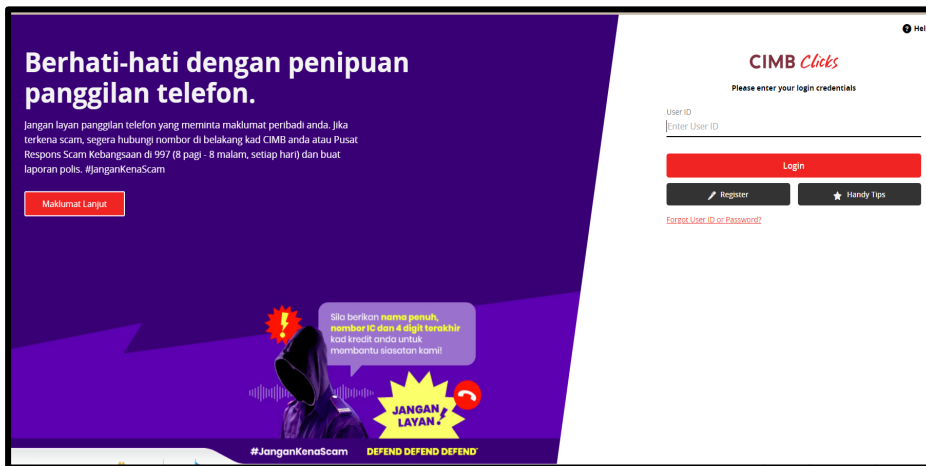 Berhati-hati dengan penipuan
panggilan telefon.
Jangan layan panggilan telefon yang meminta maklumat peribadi anda. Jika
terkena scam, segera hubungi nombor di belakang kad CIMB anda atau Pusat
Respons Scam Kebangsaan di 997 (8 pagi - 8 malam, setiap hari) dan buat
laporan polis. #JanganKenaScam
Maklumat Lanjut
Sila berikan nama penuh,
nombor IC dan 4 digit terakhir
kad kredit anda untuk
membantu siasatan kami!
JANGAN
LAYAN!
#JanganKenaScam DEFEND DEFEND DEFEND
Hel
CIMB Clicks
Please enter your login credentials
User ID
Enter User ID
Login
Register
Handy Tips
Forgot User ID or Password?